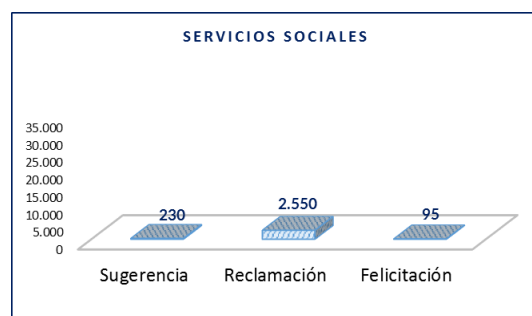 SERVICIOS SOCIALES
35.000
30.000
25.000
20.000
15.000
10.000
5.000
0
230
2.550
95
Sugerencia
Reclamación
Felicitación